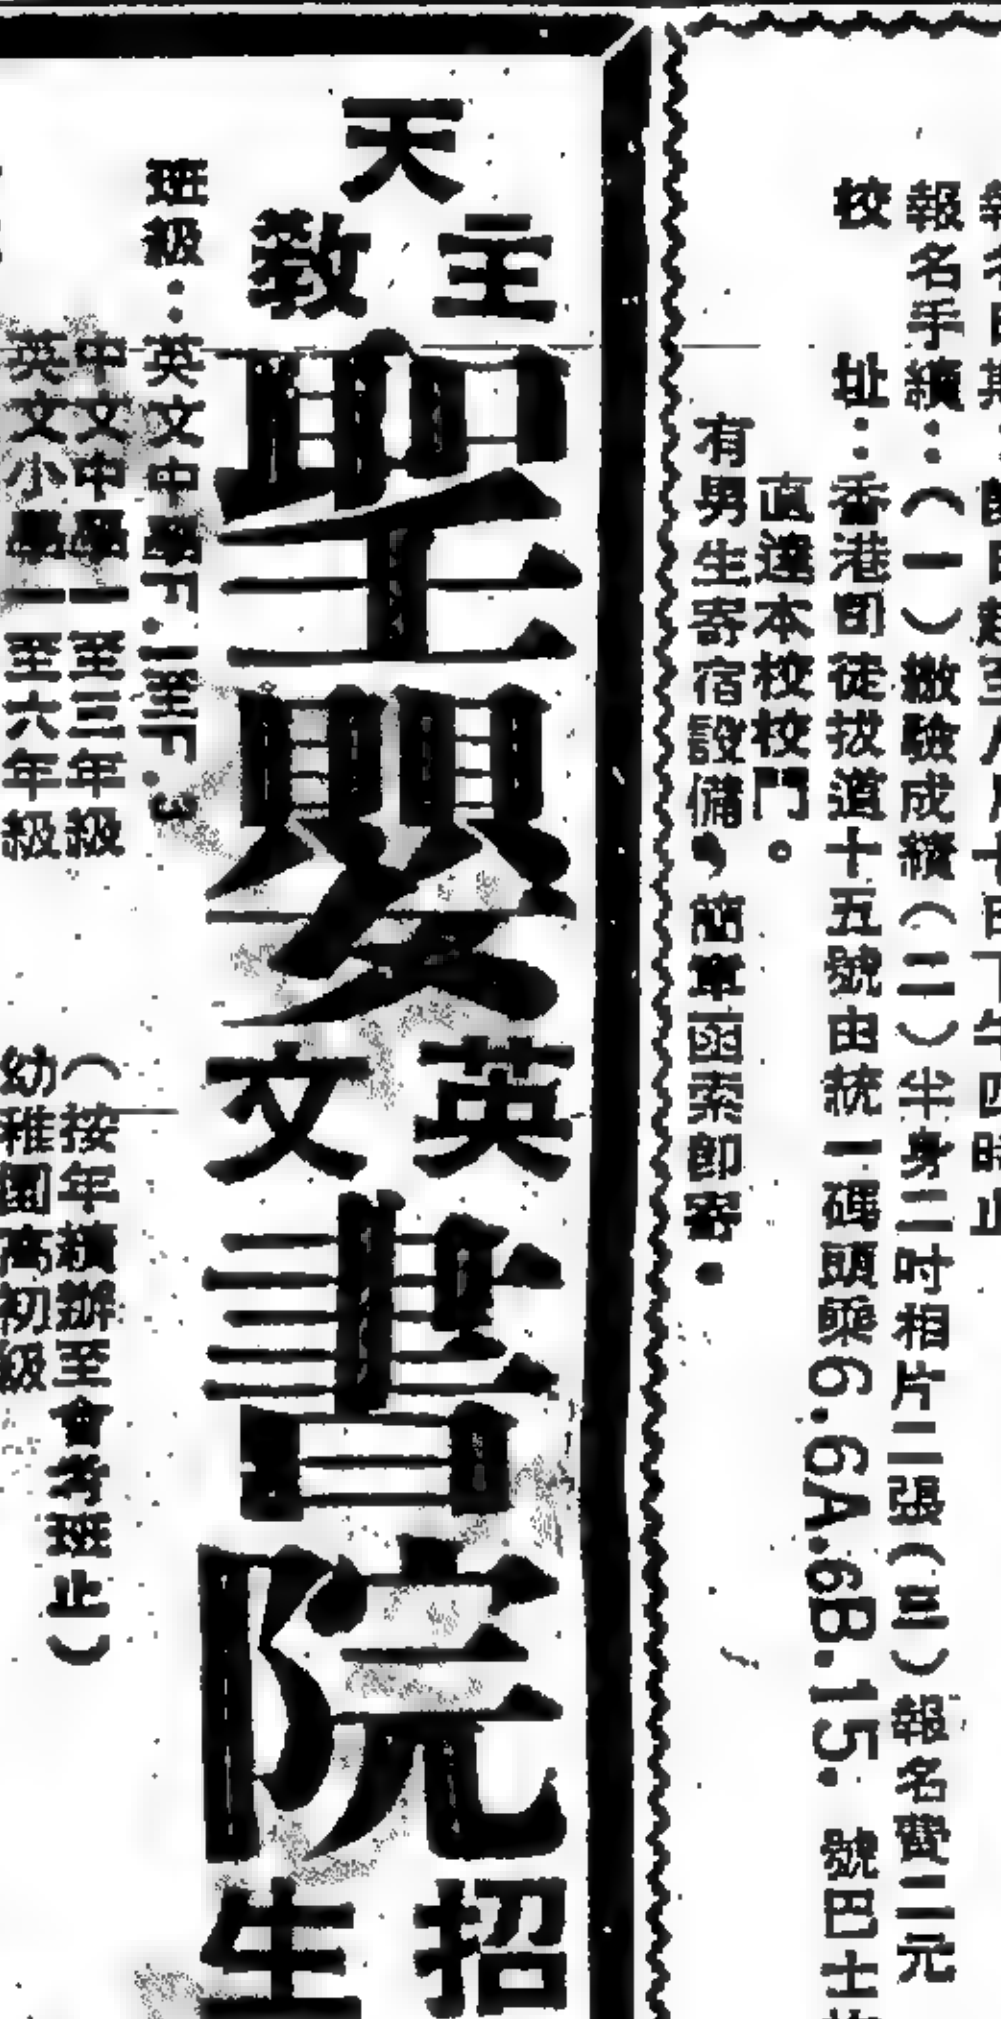 報名手續：（一）繳驗成績（二）半身二吋相片二張（三）報名費二元
校　址：香港司徒拔道十五號由統一碼頭乘6.6A.6B.15.號巴士
直達本校校門。
有男生寄宿設備，簡章函索即寄．
天主教
聖嬰英文書院招生
班級：英文中學F.一至F.3
中文中學一至三年級
（按年續辦至會考班止）
英文小學一至六年級
幼稚園高初級